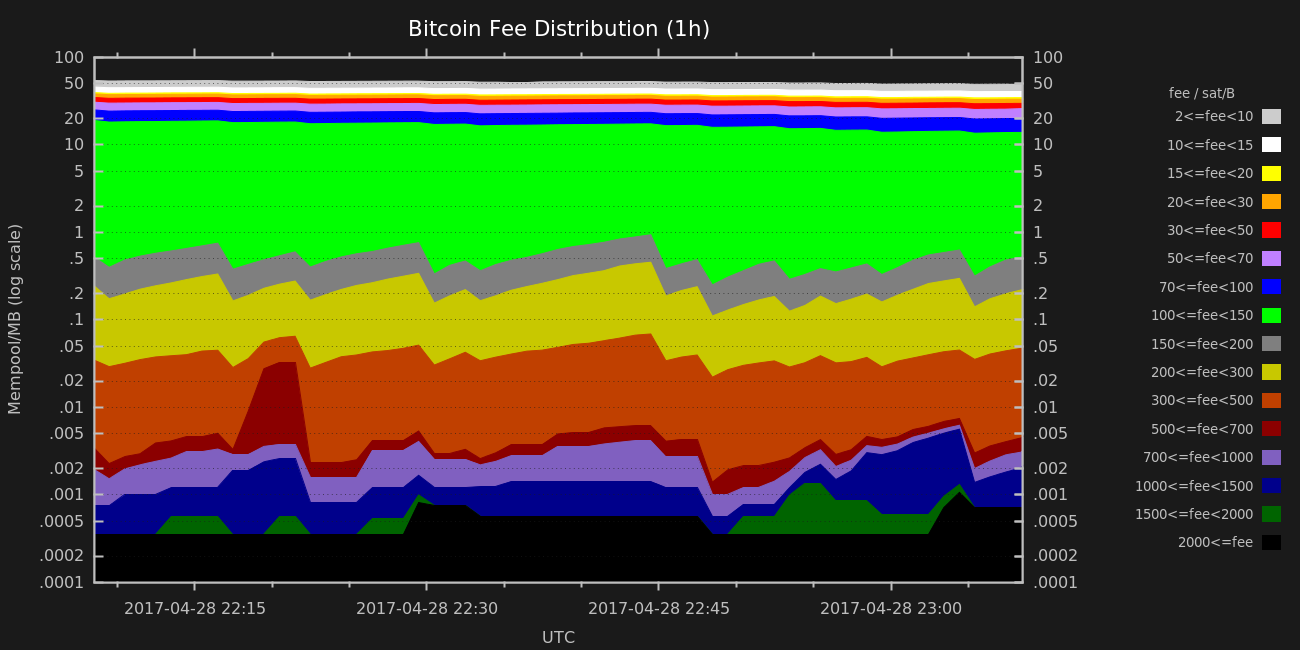 Bitcoin Fee Distribution (1h)
Mempool/MB (log scale)
100
50
20
10
5
2
1
.5
.2
.1
.05
.02
.01
.005
.002
.001
.0005
.0002
.0001
100
50
20
10
5
2
1
.5
.2
.1
.05
.02
.01
.005
.002
.001
.0005
.0002
.0001
2017-04-28 22:15
2017-04-28 22:30
2017-04-28 22:45
2017-04-28 23:00
UTC
fee / sat/B
2<=fee<10
10<=fee<15
15<=fee<20
20<=fee<30
30<=fee<50
50<=fee<70
70<=fee<100
100<=fee<150
150<=fee<200
200<=fee<300
300<=fee<500
500<=fee<700
700<=fee<1000
1000<=fee<1500
1500<=fee<2000
2000<=fee